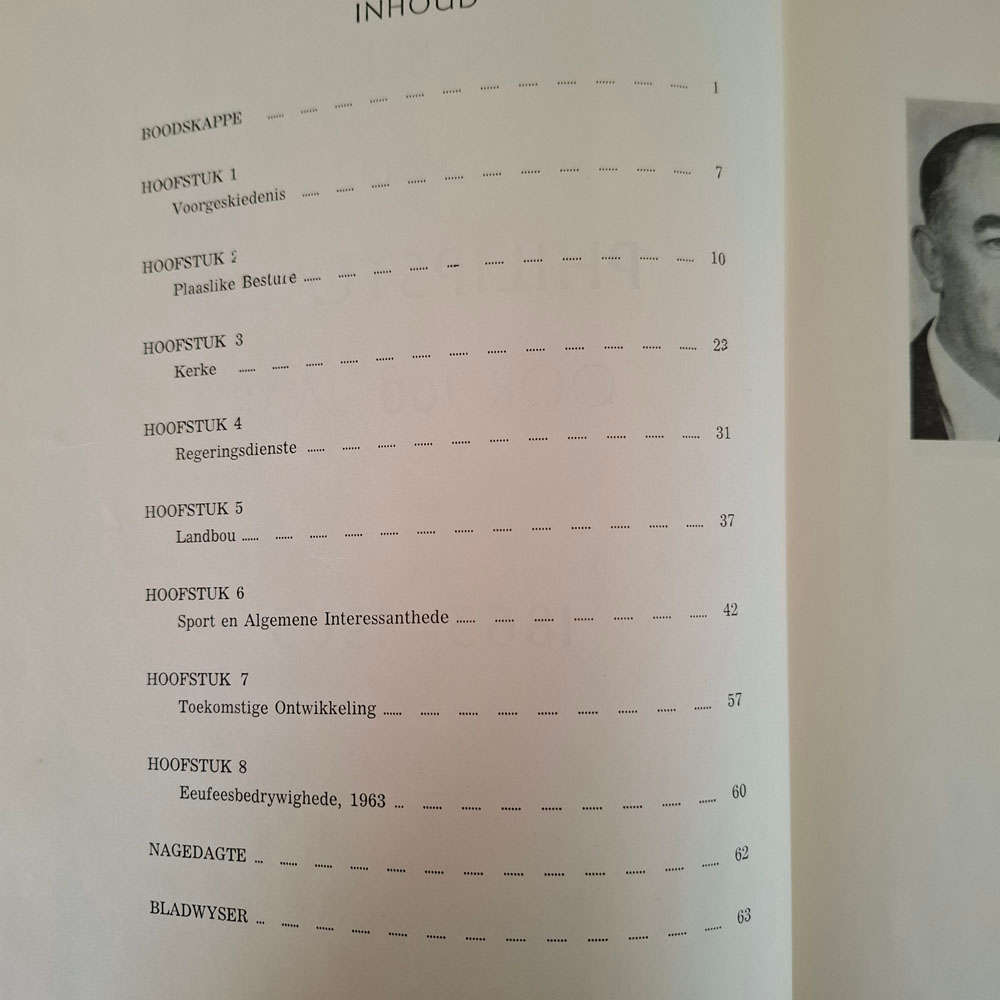 INHOUD
BOODSKAPPE ...... ...... ...... ...... ...... ...... ...... ...... ...... ...... ...... ...... 1
HOOFSTUK 1
Voorgeskiedenis ...... ...... ...... ...... ...... ...... ...... ...... ...... ...... ...... 7
HOOFSTUK 2
Plaaslike Besture ...... ...... ...... ...... ...... ...... ...... ...... ...... ...... ...... 10
HOOFSTUK 3
Kerke ...... ...... ...... ...... ...... ...... ...... ...... ...... ...... ...... ...... ...... 23
HOOFSTUK 4
Regeringsdienste ...... ...... ...... ...... ...... ...... ...... ...... ...... ...... ...... 31
HOOFSTUK 5
Landbou ...... ...... ...... ...... ...... ...... ...... ...... ...... ...... ...... ...... ...... 37
HOOFSTUK 6
Sport en Algemene Interessanthede ...... ...... ...... ...... ...... ...... ...... 42
HOOFSTUK 7
Toekomstige Ontwikkeling ...... ...... ...... ...... ...... ...... ...... ...... ...... 57
HOOFSTUK 8
Eeufeesbedrywighede, 1963 ... ...... ...... ...... ...... ...... ...... ...... ...... 60
NAGEDAGTE ... ...... ...... ...... ...... ...... ...... ...... ...... ...... ...... ...... ...... 62
BLADWYSER ... ...... ...... ...... ...... ...... ...... ...... ...... ...... ...... ...... ...... 63